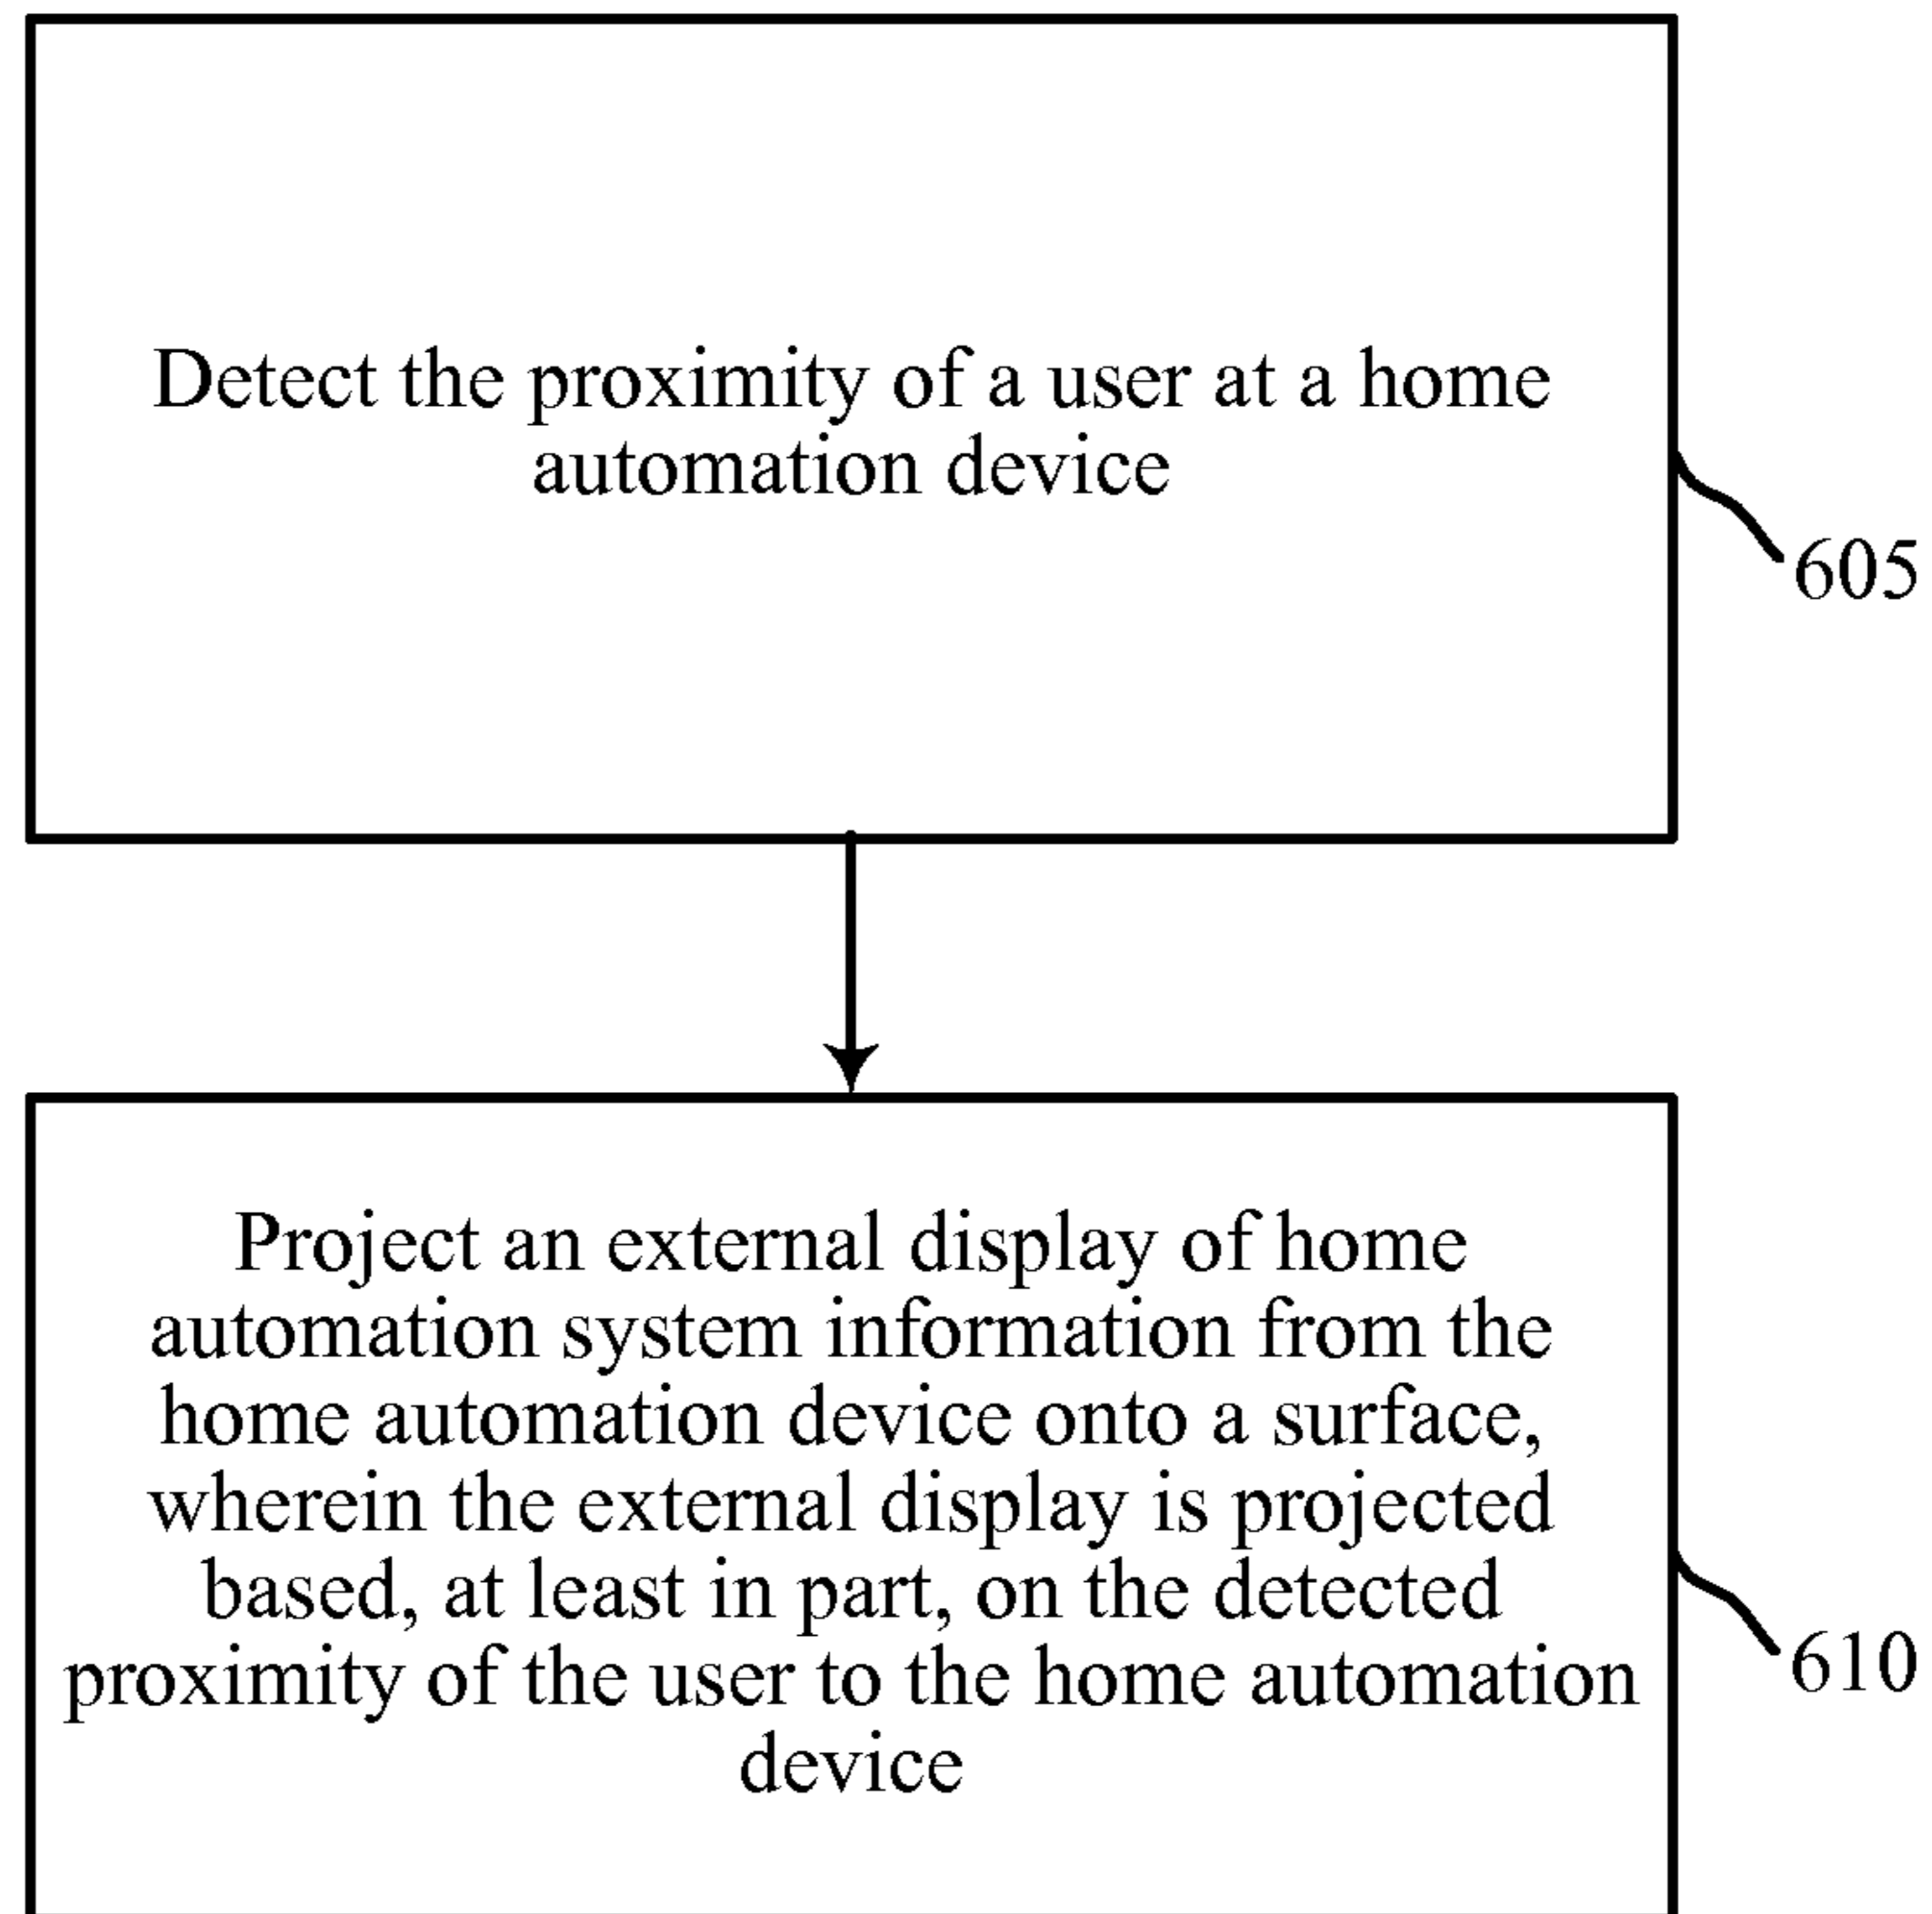 Detect the proximity of a user at a home
automation device
605
Project an external display of home
automation system information from the
home automation device onto a surface,
wherein the external display is projected
based, at least in part, on the detected
proximity of the user to the home automation
device
610